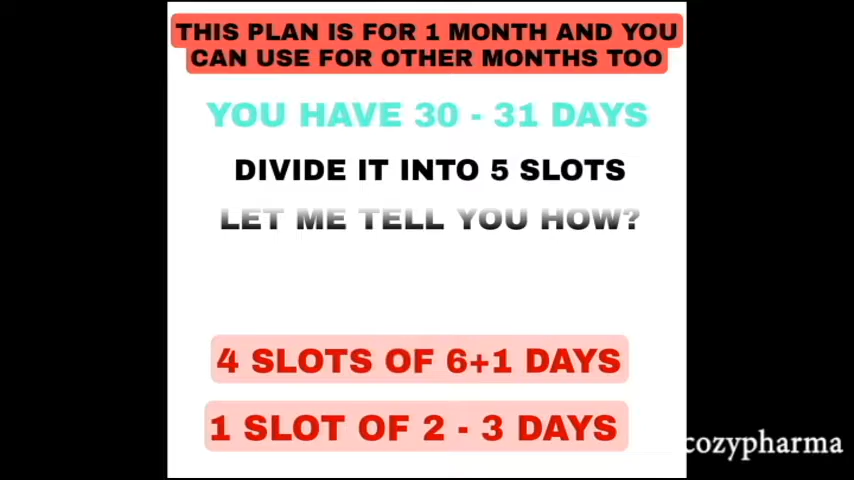 THIS PLAN IS FOR 1 MONTH AND YOU
CAN USE FOR OTHER MONTHS TOO
YOU HAVE 30 - 31 DAYS
DIVIDE IT INTO 5 SLOTS
LET ME TELL YOU HOW?
4 SLOTS OF 6+1 DAYS
1 SLOT OF 2 - 3 DAYS
cozypharma